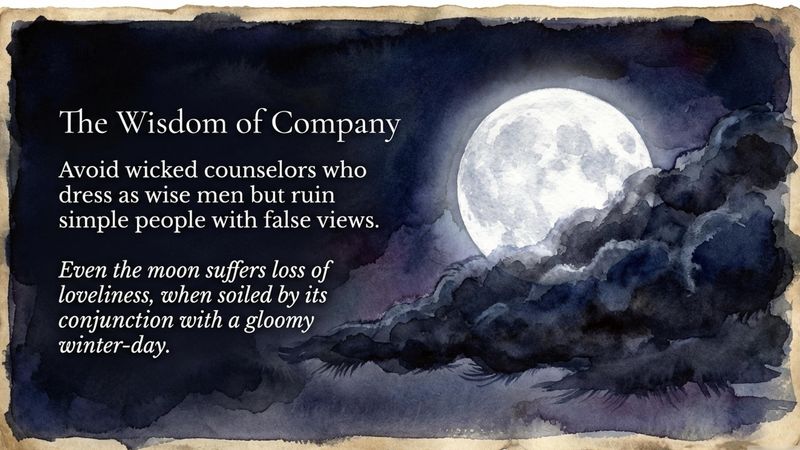 The Wisdom of Company
Avoid wicked counselors who
dress as wise men but ruin
simple people with false views.
Even the moon suffers loss of
loveliness, when soiled by its
conjunction with a gloomy
winter-day.